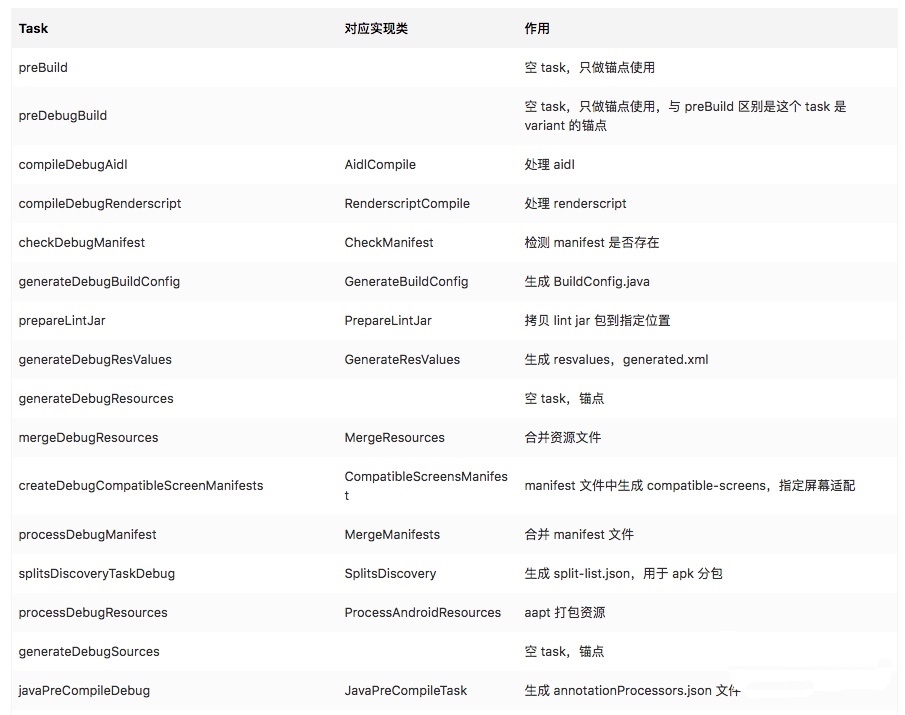 Task 对应实现类 作用
preBuild 空 task，只做锚点使用
preDebugBuild 空 task，只做锚点使用，与 preBuild 区别是这个 task 是
variant 的锚点
compileDebugAidl AidlCompile 处理 aidl
compileDebugRenderscript RenderscriptCompile 处理 renderscript
checkDebugManifest CheckManifest 检测 manifest 是否存在
generateDebugBuildConfig GenerateBuildConfig 生成 BuildConfig.java
prepareLintJar PrepareLintJar 拷贝 lint jar 包到指定位置
generateDebugResValues GenerateResValues 生成 resvalues，generated.xml
generateDebugResources 空 task，锚点
mergeDebugResources MergeResources 合并资源文件
createDebugCompatibleScreenManifests CompatibleScreensManifes manifest 文件中生成 compatible-screens，指定屏幕适配
t
processDebugManifest MergeManifests 合并 manifest 文件
splitsDiscoveryTaskDebug SplitsDiscovery 生成 split-list.json，用于 apk 分包
processDebugResources ProcessAndroidResources aapt 打包资源
generateDebugSources 空 task，锚点
javaPreCompileDebug JavaPreCompileTask 生成 annotationProcessors.json 文件